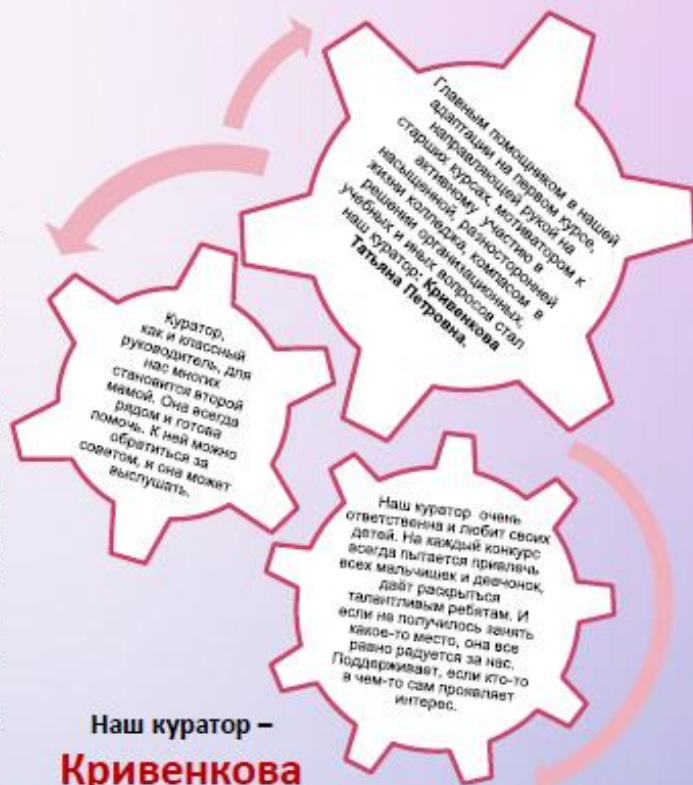 Главным помощником в нашей
адаптации на первом курсе,
направляющей рукой на
старших курсах, мотиватором к
активному участию в
насыщенной, разносторонней
жизни колледжа, компасом в
решении организационных,
учебных и иных вопросов стал
наш куратор: Кривенкова
Татьяна Петровна.
Куратор,
как и классный
руководитель, для
нас многих
становится второй
мамой. Она всегда
рядом и готова
помочь. К ней можно
обратиться за
советом, и она может
выслушать.
Наш куратор очень
ответственна и любит своих
детей. На каждый конкурс
всегда пытается привлечь
всех мальчишек и девчонок,
даёт раскрыться
талантливым ребятам. И
если не получилось занять
какое-то место, она все
равно радуется за нас.
Поддерживает, если кто-то
в чем-то сам проявляет
интерес.
Наш куратор –
Кривенкова